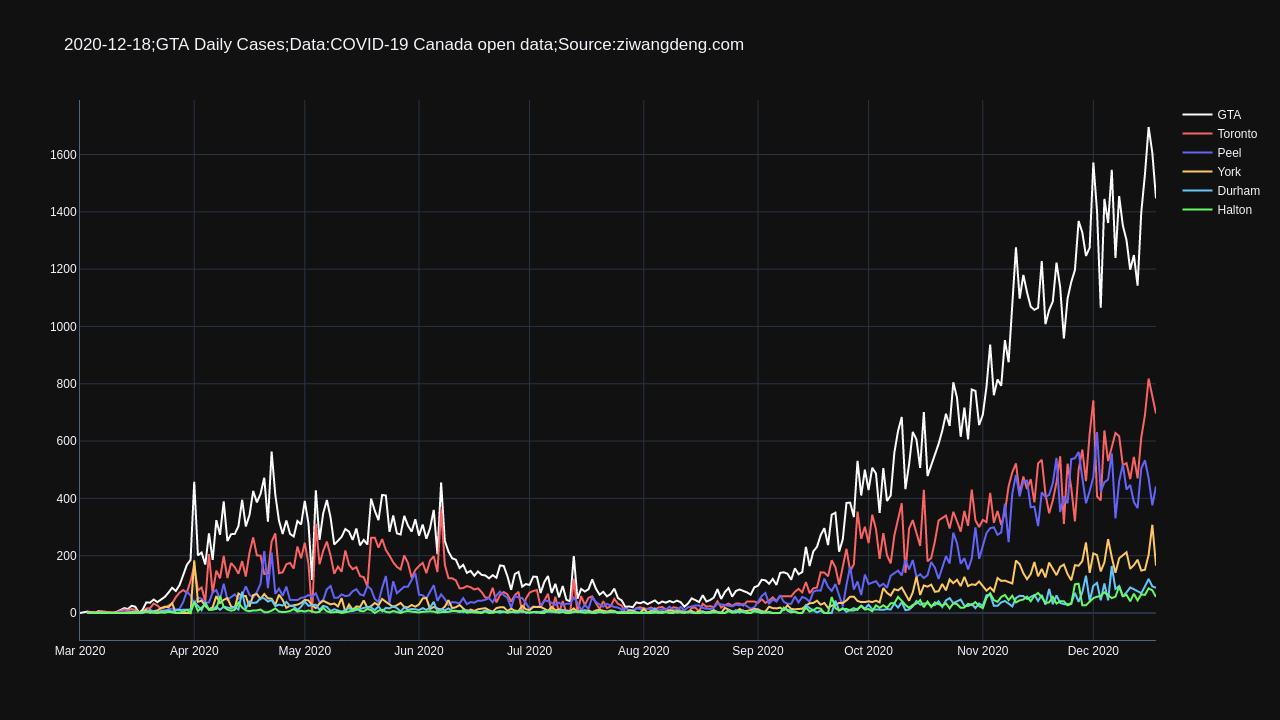 2020-12-18;GTA Daily Cases;Data:COVID-19 Canada open data;Source:ziwangdeng.com
GTA
Toronto
Peel
York
Durham
Halton
1600
1400
1200
1000
800
600
400
200
0
Mar 2020 Apr 2020 May 2020 Jun 2020 Jul 2020 Aug 2020 Sep 2020 Oct 2020 Nov 2020 Dec 2020